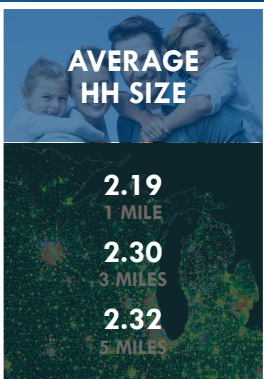 AVERAGE
HH SIZE
2.19
1 MILE
2.30
3 MILES
2.32
5 MILES